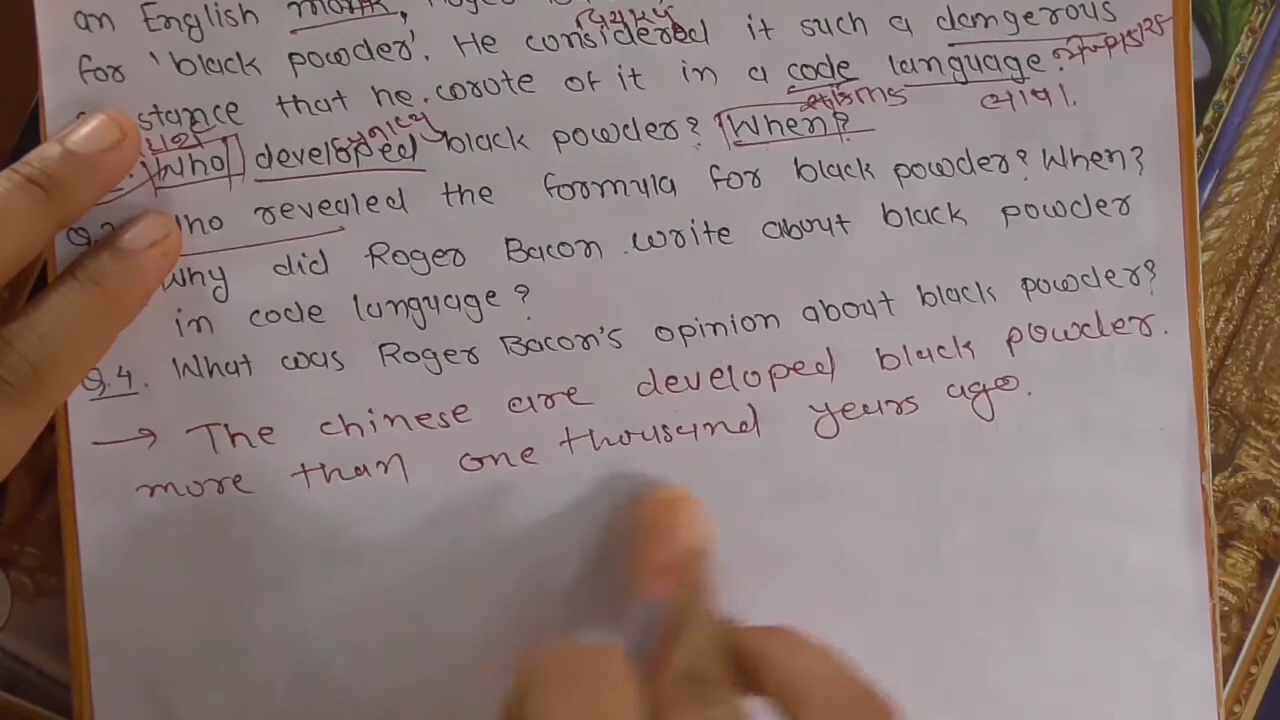 an English monk,
for 'black powder'. He considered it such a dangerous
stance that he. wrote of it in a code language.
ભાષા.
Who developed black powder? When?
Q.2 who revealed the formula for black powder? When?
Why did Roger Bacon write about black powder
in code language?
Q.4. What was Roger Bacon's opinion about black powder?
→ The chinese are developed black powder.
more than one thousand years ago.